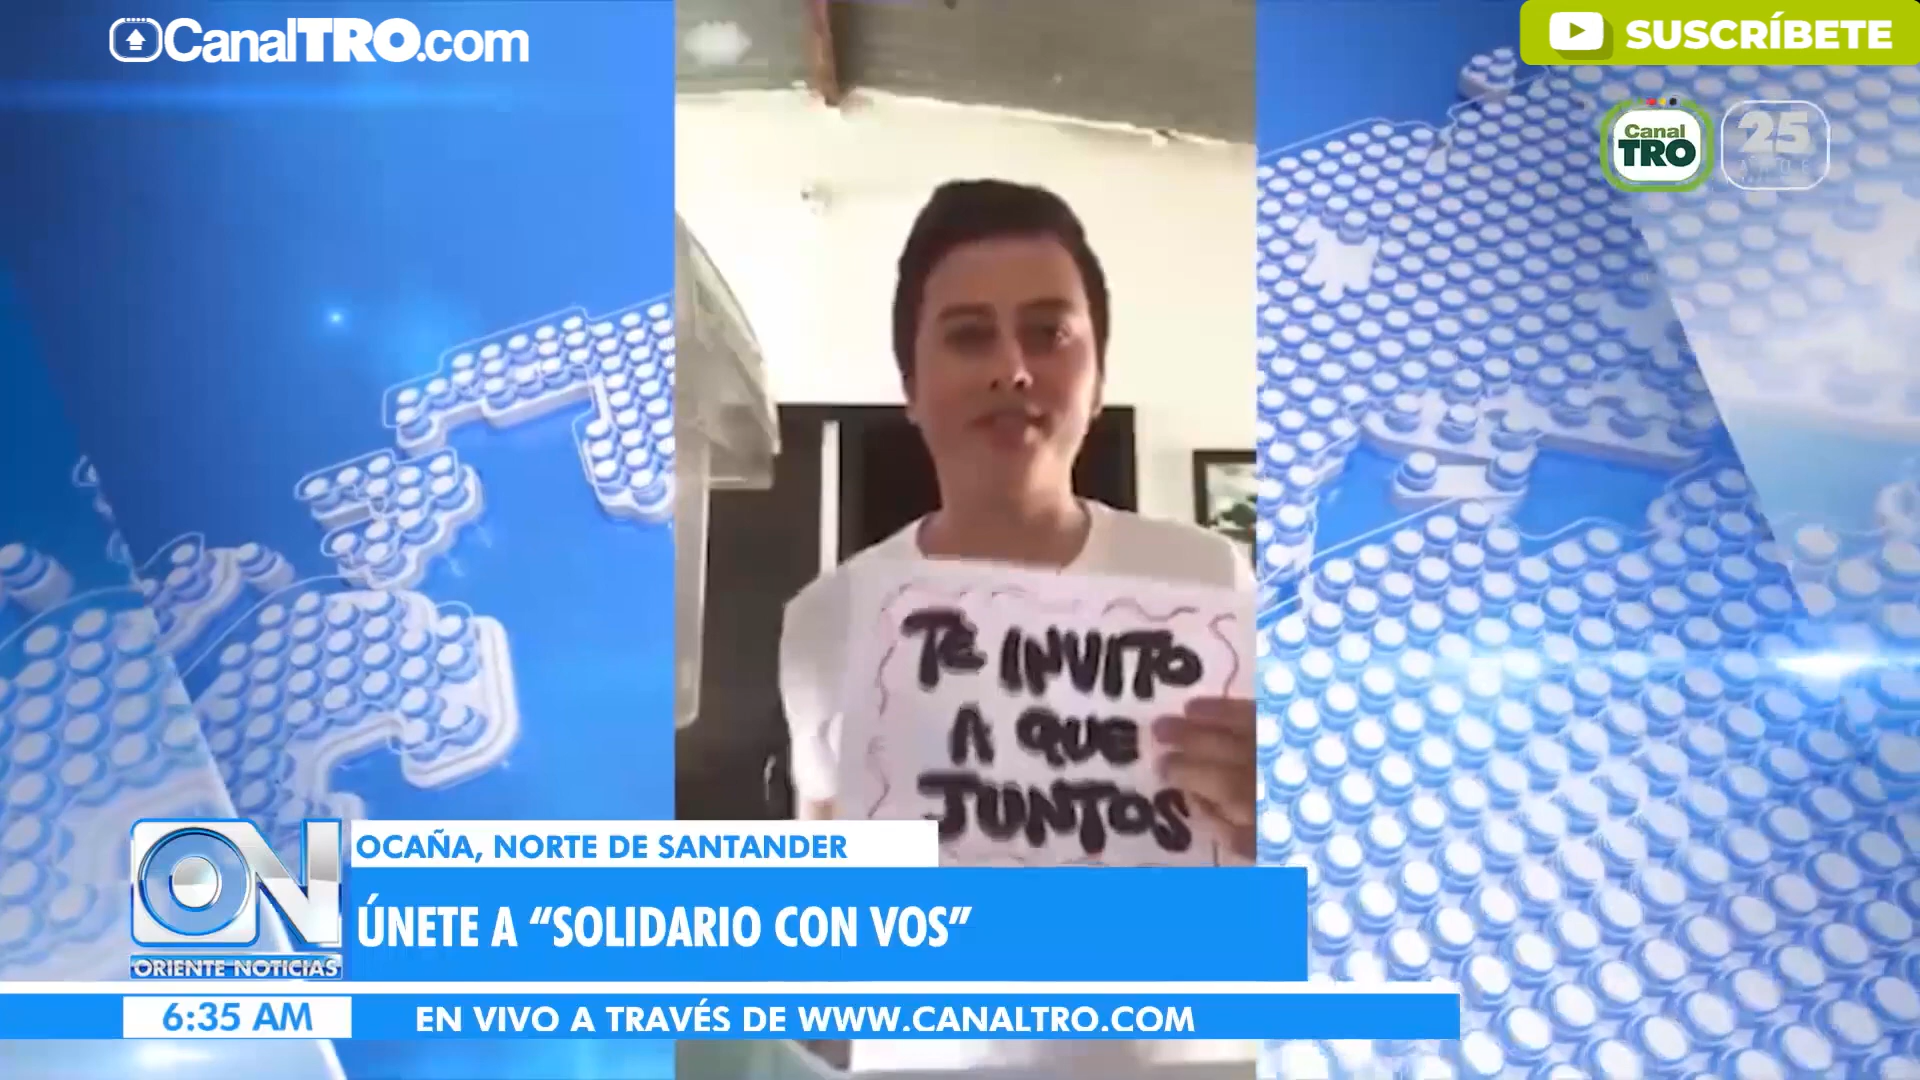 CanalTRO.com
SUSCRÍBETE
Canal
TRO
25
TE INVITO
A QUE
JUNTOS
OCAÑA, NORTE DE SANTANDER
ÚNETE A “SOLIDARIO CON VOS”
ON
ORIENTE NOTICIAS
6:35 AM
EN VIVO A TRAVÉS DE WWW.CANALTRO.COM